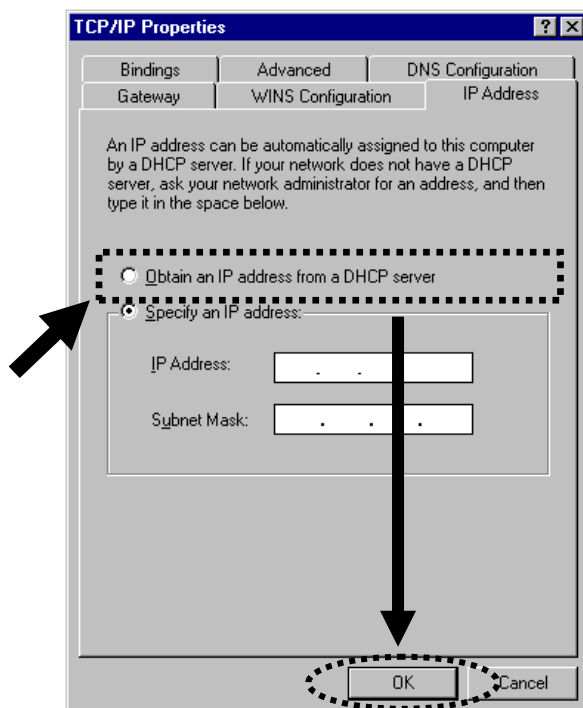 TCP/IP Properties
Bindings Advanced DNS Configuration
Gateway WINS Configuration IP Address
An IP address can be automatically assigned to this computer
by a DHCP server. If your network does not have a DHCP
server, ask your network administrator for an address, and then
type it in the space below.
Obtain an IP address from a DHCP server
Specify an IP address:
IP Address: . . .
Subnet Mask: . . .
OK Cancel